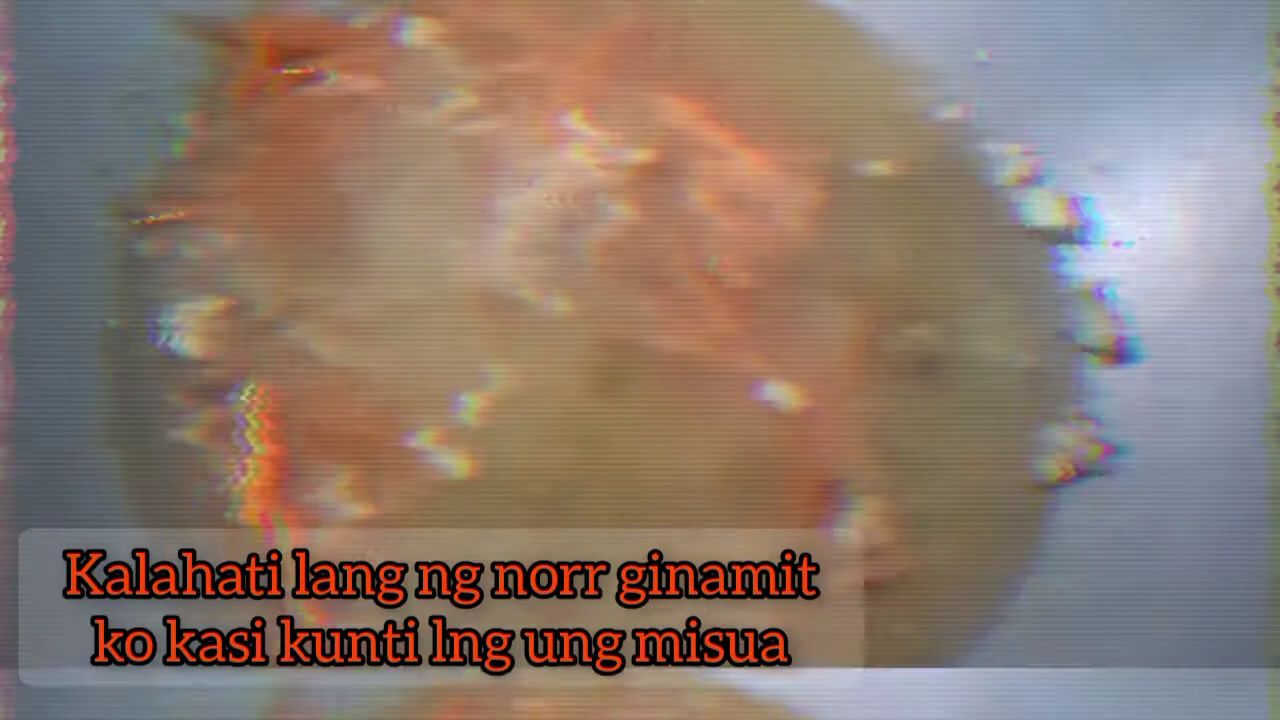 Kalahati lang ng norr ginamit
ko kasi kunti lng ung misua